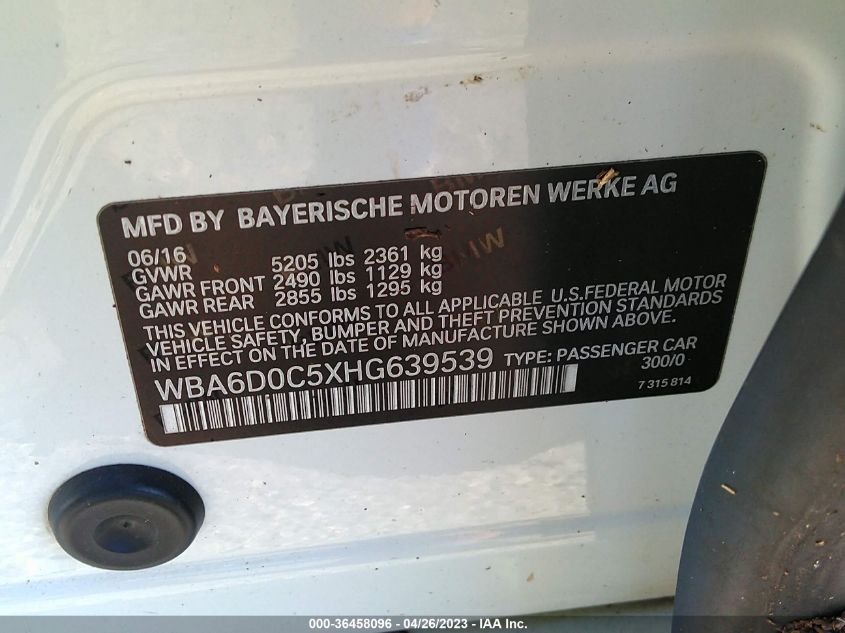 MFD BY BAYERISCHE MOTOREN WERKE AG
06/16
GVWR 5205 lbs 2361 kg
GAWR FRONT 2490 lbs 1129 kg
GAWR REAR 2855 lbs 1295 kg
THIS VEHICLE CONFORMS TO ALL APPLICABLE U.S.FEDERAL MOTOR
VEHICLE SAFETY, BUMPER AND THEFT PREVENTION STANDARDS
IN EFFECT ON THE DATE OF MANUFACTURE SHOWN ABOVE.
WBA6D0C5XHG639539 TYPE: PASSENGER CAR
300/0
7 315 814
000-36458096 - 04/26/2023 - IAA Inc.